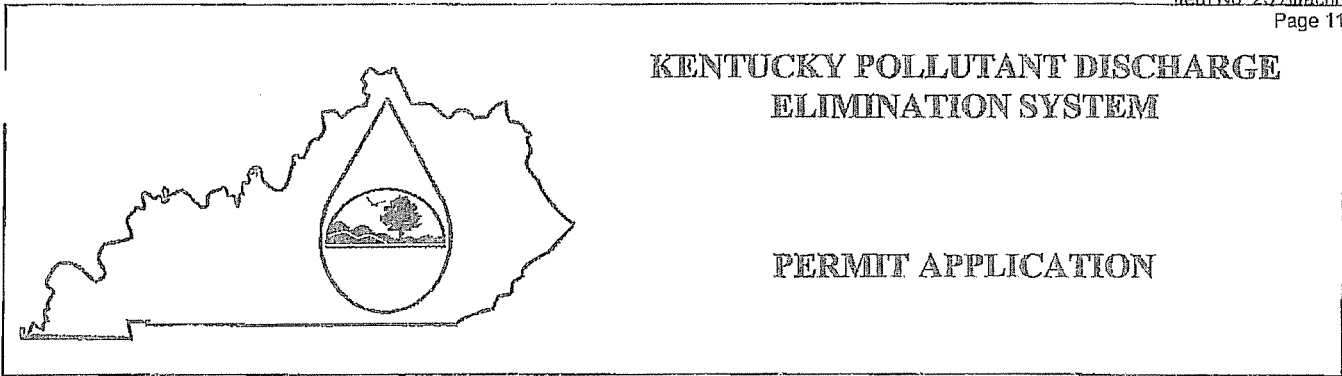 Page 11
KENTUCKY POLLUTANT DISCHARGE
ELIMINATION SYSTEM
PERMIT APPLICATION